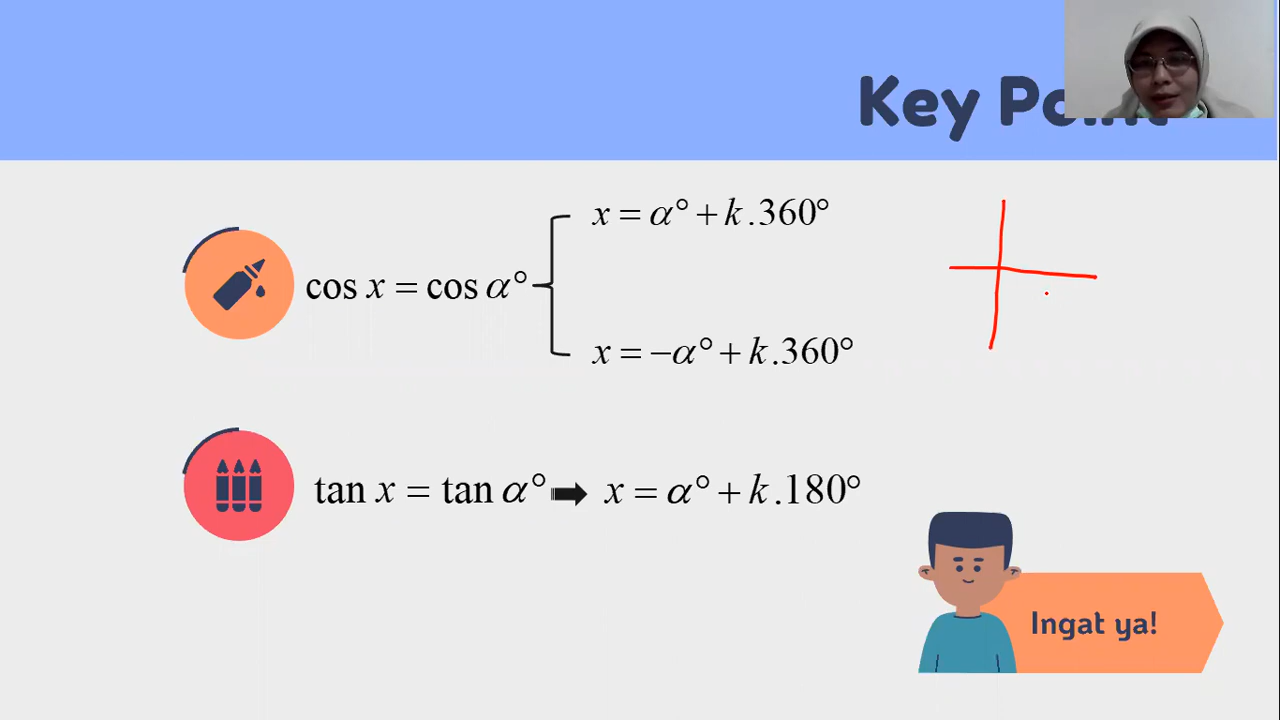 Key Point
x = α° + k.360°
cos x = cos α°
x = −α° + k.360°
tan x = tan α° ➡ x = α° + k.180°
Ingat ya!